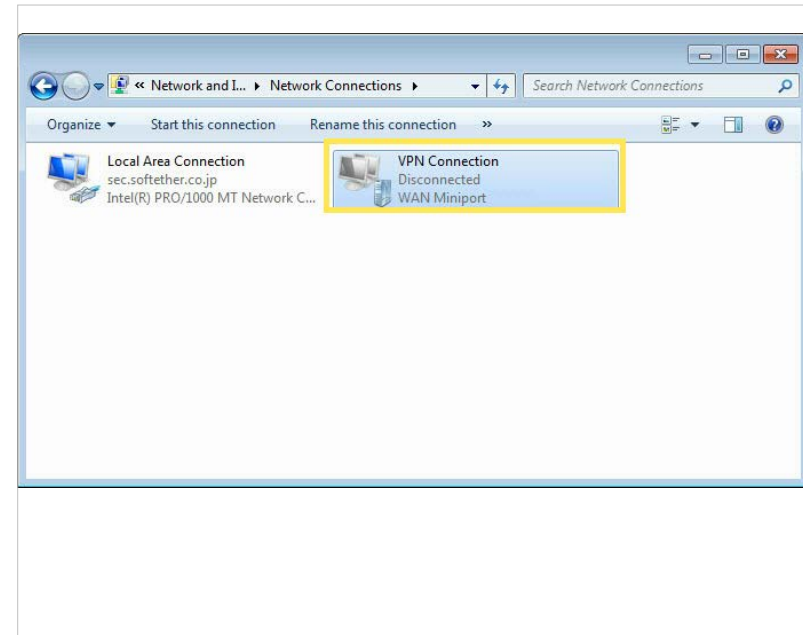 « Network and I... ▸ Network Connections ▸
Search Network Connections
Organize ▾ Start this connection Rename this connection »
Local Area Connection
sec.softether.co.jp
Intel(R) PRO/1000 MT Network C...
VPN Connection
Disconnected
WAN Miniport